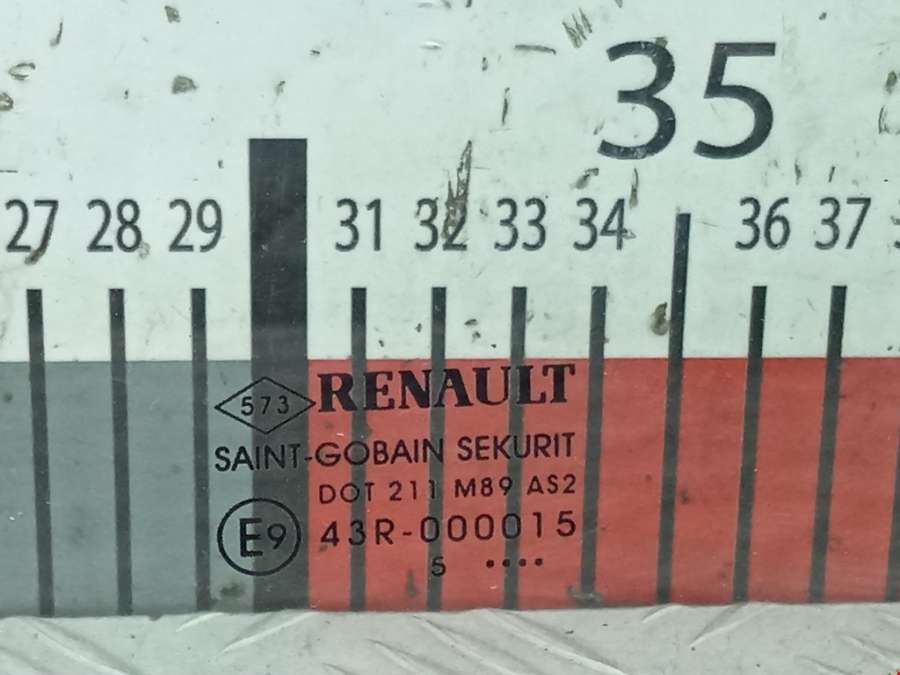 35
27 28 29 31 32 33 34 36 37
573 RENAULT
SAINT-GOBAIN SEKURIT
DOT 211 M89 AS2
E9 43R-000015
5 ····